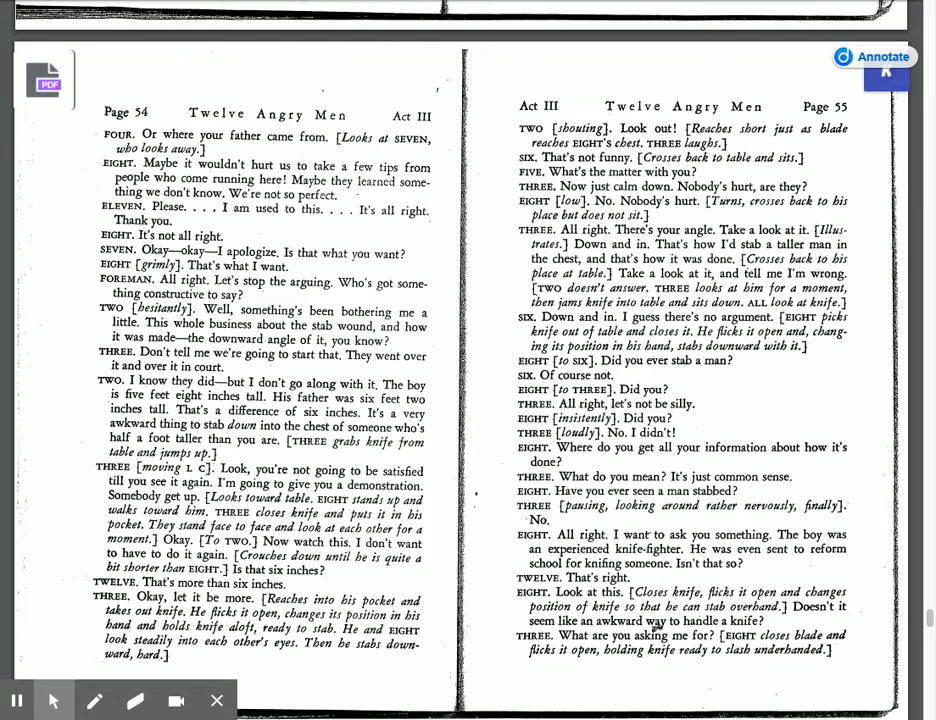 Annotate
PDF
Page 54 Twelve Angry Men Act III
FOUR. Or where your father came from. [Looks at SEVEN,
who looks away.]
EIGHT. Maybe it wouldn't hurt us to take a few tips from
people who come running here! Maybe they learned some-
thing we don't know. We're not so perfect.
ELEVEN. Please. . . . I am used to this. . . . It's all right.
Thank you.
EIGHT. It's not all right.
SEVEN. Okay—okay—I apologize. Is that what you want?
EIGHT [grimly]. That's what I want.
FOREMAN. All right. Let's stop the arguing. Who's got some-
thing constructive to say?
TWO [hesitantly]. Well, something's been bothering me a
little. This whole business about the stab wound, and how
it was made—the downward angle of it, you know?
THREE. Don't tell me we're going to start that. They went over
it and over it in court.
TWO. I know they did—but I don't go along with it. The boy
is five feet eight inches tall. His father was six feet two
inches tall. That's a difference of six inches. It's a very
awkward thing to stab down into the chest of someone who's
half a foot taller than you are. [THREE grabs knife from
table and jumps up.]
THREE [moving L C]. Look, you're not going to be satisfied
till you see it again. I'm going to give you a demonstration.
Somebody get up. [Looks toward table. EIGHT stands up and
walks toward him. THREE closes knife and puts it in his
pocket. They stand face to face and look at each other for a
moment.] Okay. [To TWO.] Now watch this. I don't want
to have to do it again. [Crouches down until he is quite a
bit shorter than EIGHT.] Is that six inches?
TWELVE. That's more than six inches.
THREE. Okay, let it be more. [Reaches into his pocket and
takes out knife. He flicks it open, changes its position in his
hand and holds knife aloft, ready to stab. He and EIGHT
look steadily into each other's eyes. Then he stabs down-
ward, hard.]
Act III Twelve Angry Men Page 55
TWO [shouting]. Look out! [Reaches short just as blade
reaches EIGHT's chest. THREE laughs.]
SIX. That's not funny. [Crosses back to table and sits.]
FIVE. What's the matter with you?
THREE. Now just calm down. Nobody's hurt, are they?
EIGHT [low]. No. Nobody's hurt. [Turns, crosses back to his
place but does not sit.]
THREE. All right. There's your angle. Take a look at it. [Illus-
trates.] Down and in. That's how I'd stab a taller man in
the chest, and that's how it was done. [Crosses back to his
place at table.] Take a look at it, and tell me I'm wrong.
[TWO doesn't answer. THREE looks at him for a moment,
then jams knife into table and sits down. ALL look at knife.]
SIX. Down and in. I guess there's no argument. [EIGHT picks
knife out of table and closes it. He flicks it open and, chang-
ing its position in his hand, stabs downward with it.]
EIGHT [to SIX]. Did you ever stab a man?
SIX. Of course not.
EIGHT [to THREE]. Did you?
THREE. All right, let's not be silly.
EIGHT [insistently]. Did you?
THREE [loudly]. No. I didn't!
EIGHT. Where do you get all your information about how it's
done?
THREE. What do you mean? It's just common sense.
EIGHT. Have you ever seen a man stabbed?
THREE [pausing, looking around rather nervously, finally].
No.
EIGHT. All right. I want to ask you something. The boy was
an experienced knife-fighter. He was even sent to reform
school for knifing someone. Isn't that so?
TWELVE. That's right.
EIGHT. Look at this. [Closes knife, flicks it open and changes
position of knife so that he can stab overhand.] Doesn't it
seem like an awkward way to handle a knife?
THREE. What are you asking me for? [EIGHT closes blade and
flicks it open, holding knife ready to slash underhanded.]